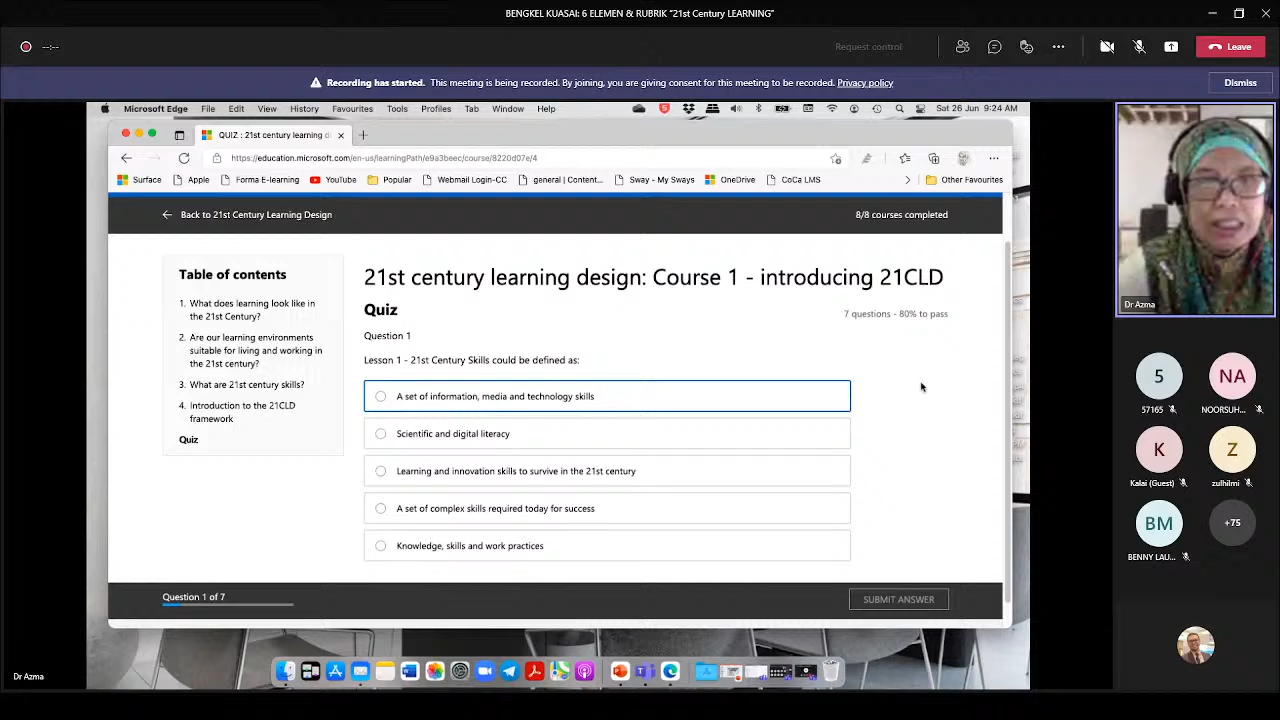 BENGKEL KUASAI: 6 ELEMEN & RUBRIK "21st Century LEARNING"
--:--
Request control
Leave
Recording has started. This meeting is being recorded. By joining, you are giving consent for this meeting to be recorded. Privacy policy
Dismiss
Microsoft Edge File Edit View History Favourites Tools Profiles Tab Window Help
Sat 26 Jun 9:24 AM
QUIZ : 21st century learning d
https://education.microsoft.com/en-us/learningPath/e9a3beec/course/8220d07e/4
Surface Apple Forma E-learning YouTube Popular Webmail Login-CC general | Content... Sway - My Sways OneDrive CoCa LMS Other Favourites
Back to 21st Century Learning Design
8/8 courses completed
Table of contents
1. What does learning look like in
the 21st Century?
2. Are our learning environments
suitable for living and working in
the 21st century?
3. What are 21st century skills?
4. Introduction to the 21CLD
framework
Quiz
21st century learning design: Course 1 - introducing 21CLD
Quiz
7 questions - 80% to pass
Question 1
Lesson 1 - 21st Century Skills could be defined as:
A set of information, media and technology skills
Scientific and digital literacy
Learning and innovation skills to survive in the 21st century
A set of complex skills required today for success
Knowledge, skills and work practices
Question 1 of 7
SUBMIT ANSWER
Dr Azma
Dr Azma
5
57165
NA
NOORSUH...
K
Kalai (Guest)
Z
zulhilmi
BM
BENNY LAU...
+75